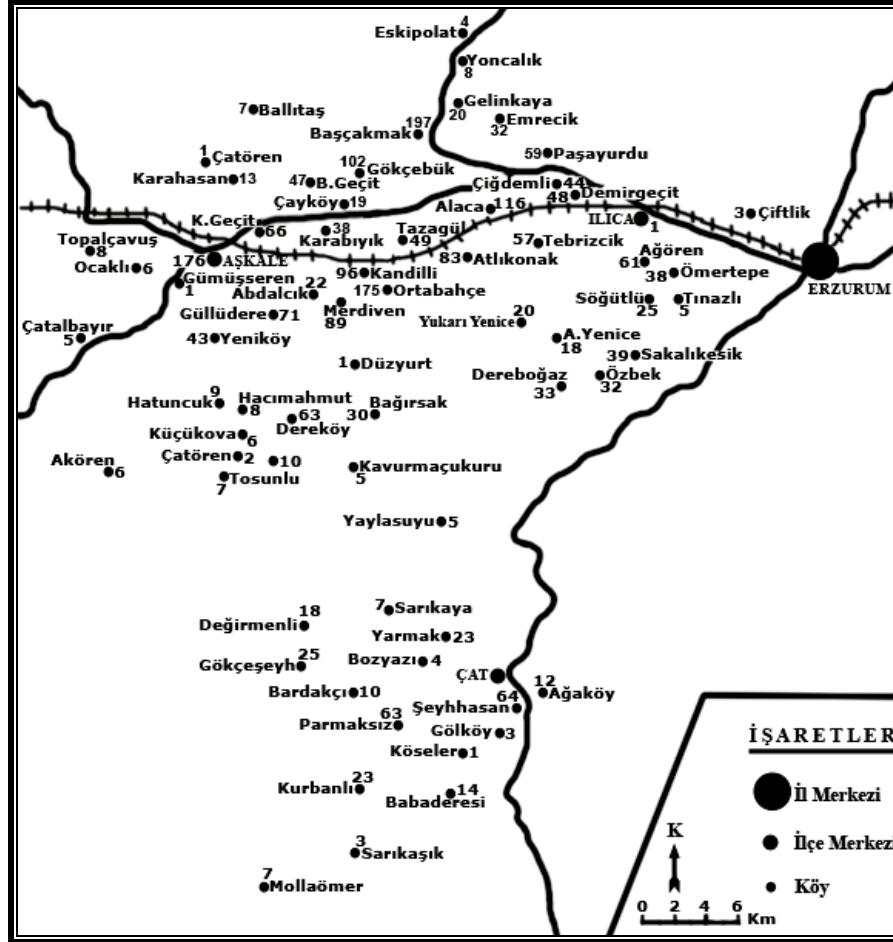 4
Eskipolat
Yoncalık
8
Gelinkaya
20
Emrecik
32
7 Ballıtaş
197
Başçakmak
59 Paşayurdu
1
Çatören
102
Gökçebük
Karahasan 13
47 B.Geçit
Çiğdemli 44
48 Demirgeçit
Çayköy 19
Alaca 116
ILICA 1
3 Çiftlik
K.Geçit
66
38
Karabıyık
Tazagül
49
57 Tebrizcik
Topalçavuş
8
176 AŞKALE
83 Atlıkonak
Ağören
61
Ocaklı 6
96 Kandilli
38 Ömertepe
ERZURUM
Gümüşseren
1
22
Abdalcık
175 Ortabahçe
Merdiven
89
Söğütlü
25
Tınazlı
5
Güllüdere 71
20
Yukarı Yenice
Çatalbayır
5
43 Yeniköy
A.Yenice
18
1 Düzyurt
39 Sakalıkesik
Dereboğaz
33
Özbek
32
9
Hatuncuk
Hacımahmut
8
63
Dereköy
Bağırsak
30
Küçükova
6
Çatören 2
10
Akören
6
Tosunlu
7
Kavurmaçukuru
5
Yaylasuyu 5
7 Sarıkaya
18
Değirmenli
Yarmak 23
25
Gökçeşeyh
Bozyazı 4
ÇAT
Bardakçı 10
12
Ağaköy
64
Şeyhhasan
63
Parmaksız
Gölköy 3
Köseler 1
23
Kurbanlı
14
Babaderesi
3
Sarıkaşık
7
Mollaömer
İŞARETLER
İl Merkezi
İlçe Merkezi
Köy
K
0 2 4 6
Km